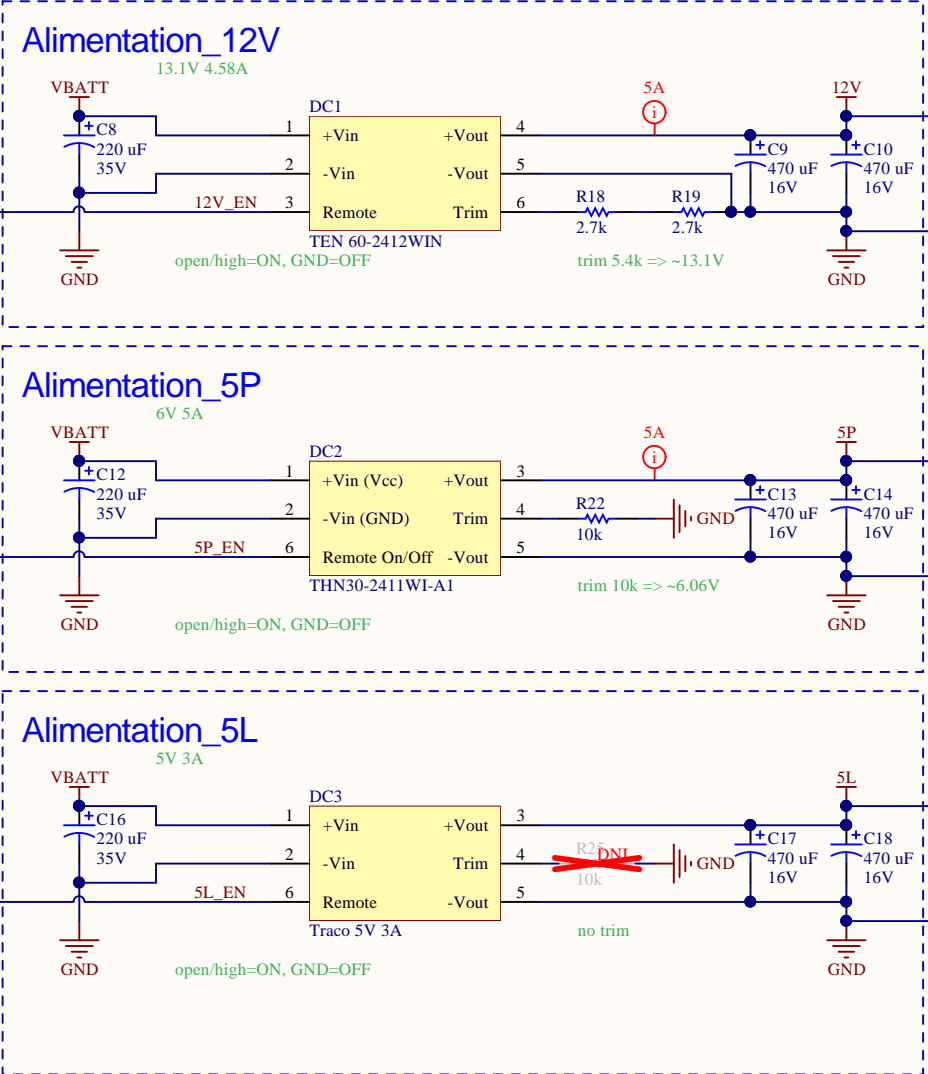 Alimentation_12V
13.1V 4.58A
VBATT
C8
220 uF
35V
GND
12V_EN
open/high=ON, GND=OFF
DC1
1 +Vin +Vout 4
2 -Vin -Vout 5
3 Remote Trim 6
TEN 60-2412WIN
5A
i
R18
2.7k
R19
2.7k
trim 5.4k => ~13.1V
12V
C9
470 uF
16V
C10
470 uF
16V
GND
Alimentation_5P
6V 5A
VBATT
C12
220 uF
35V
GND
5P_EN
open/high=ON, GND=OFF
DC2
1 +Vin (Vcc) +Vout 3
2 -Vin (GND) Trim 4
6 Remote On/Off -Vout 5
THN30-2411WI-A1
5A
i
R22
10k
GND
trim 10k => ~6.06V
5P
C13
470 uF
16V
C14
470 uF
16V
GND
Alimentation_5L
5V 3A
VBATT
C16
220 uF
35V
GND
5L_EN
open/high=ON, GND=OFF
DC3
1 +Vin +Vout 3
2 -Vin Trim 4
6 Remote -Vout 5
Traco 5V 3A
DNL
10k
GND
no trim
5L
C17
470 uF
16V
C18
470 uF
16V
GND